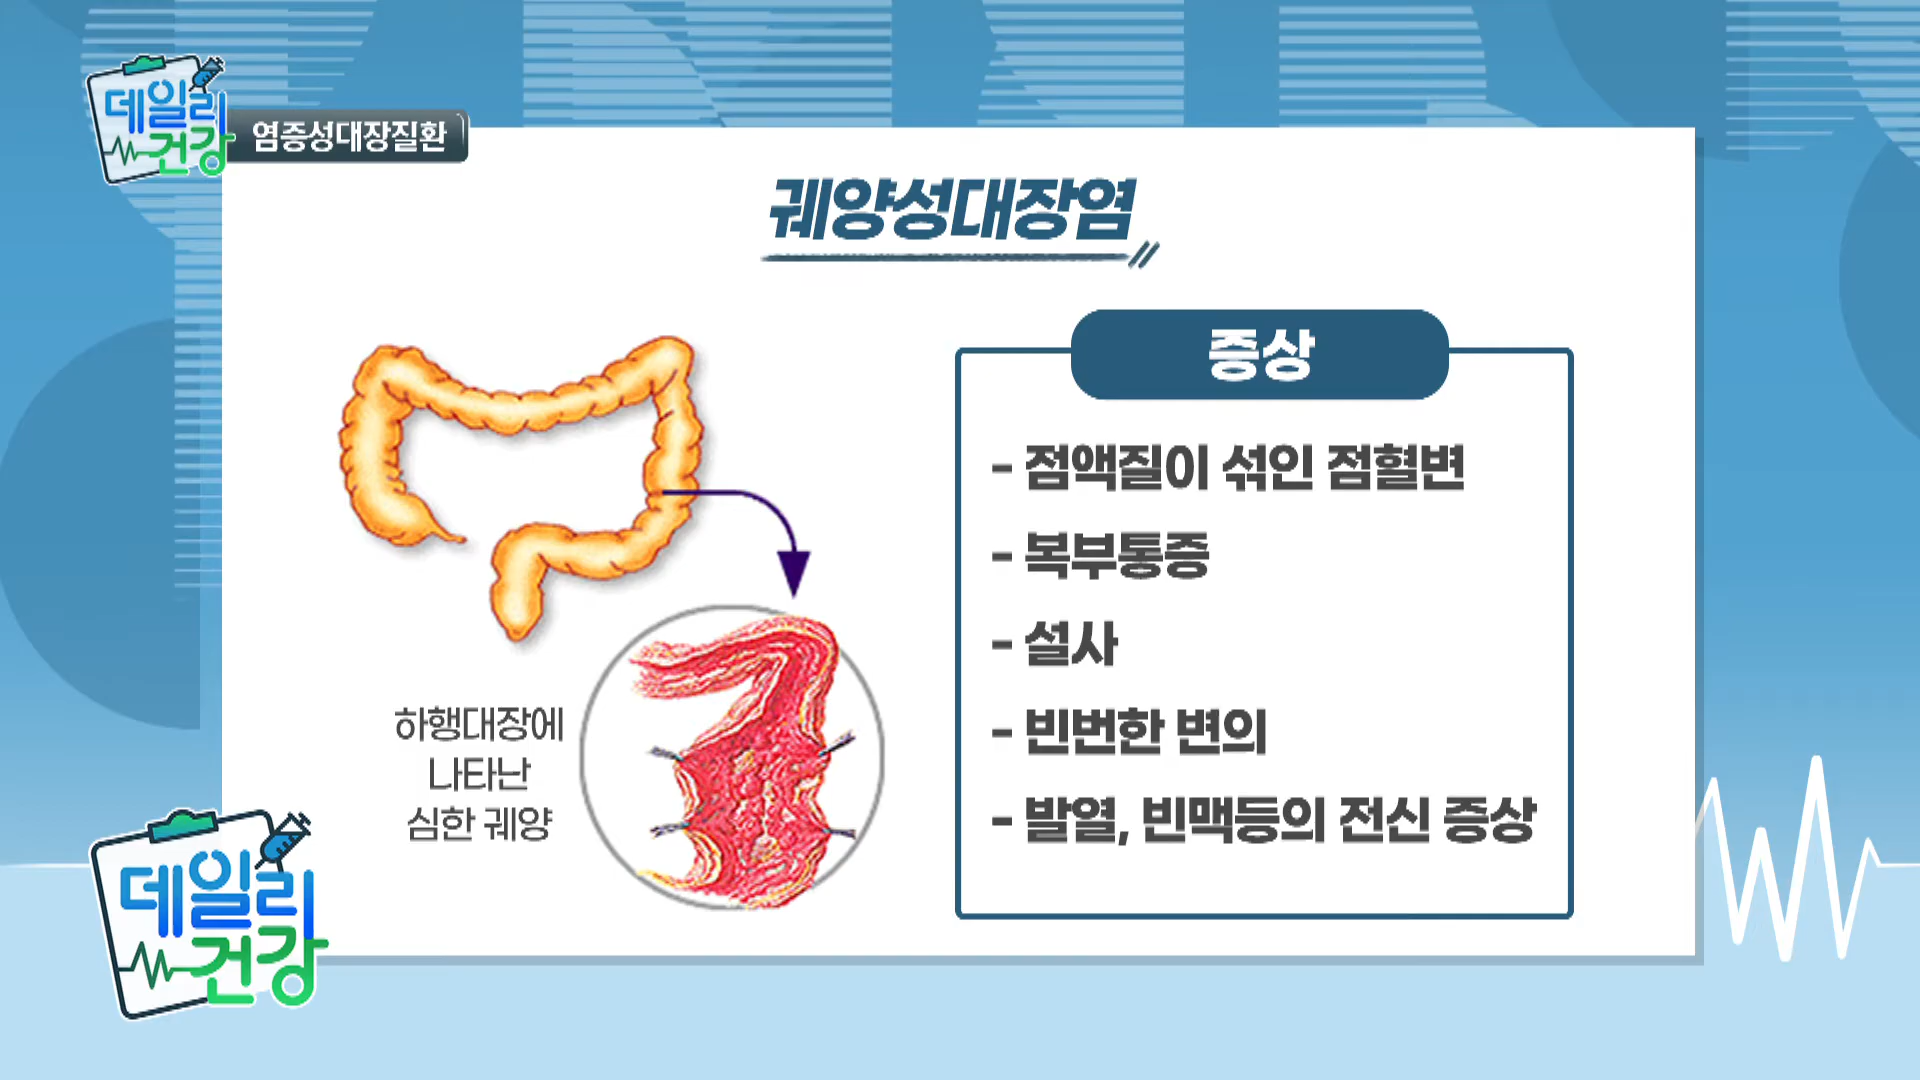 데일리
건강
염증성대장질환
궤양성대장염
증상
- 점액질이 섞인 점혈변
- 복부통증
- 설사
- 빈번한 변의
- 발열, 빈맥등의 전신 증상
하행대장에
나타난
심한 궤양
데일리
건강